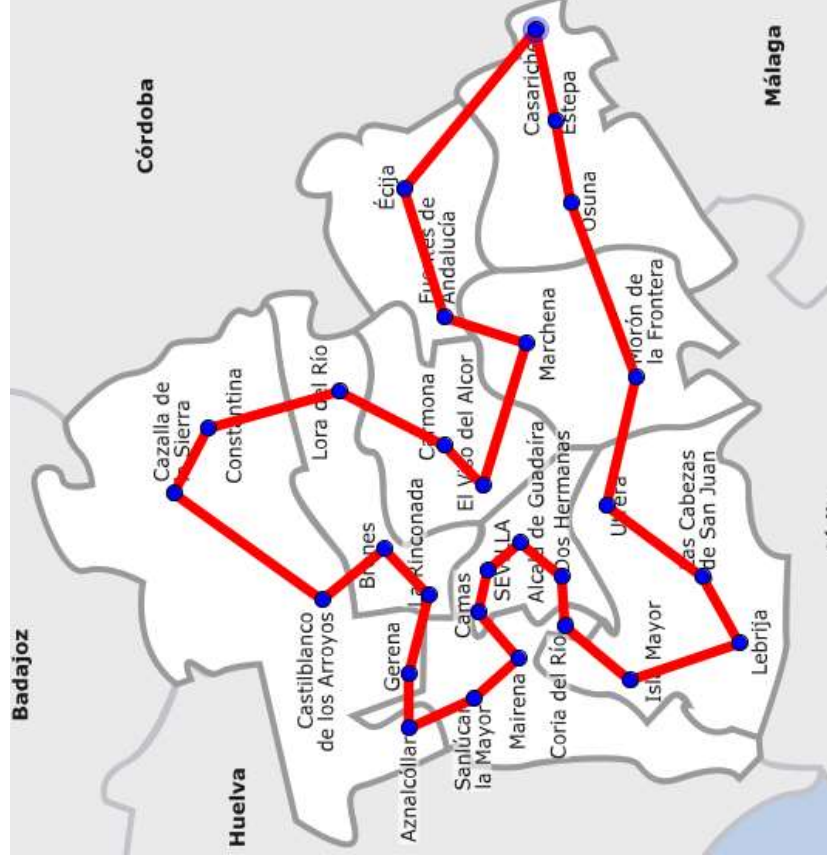 Badajoz
Córdoba
Cazalla de
la Sierra
Constantina
Huelva
Castilblanco
de los Arroyos
Lora del Río
Brenes
Écija
Gerena
Aznalcóllar
La Rinconada
Carmona
Fuentes de
Andalucía
Sanlúcar
la Mayor
Camas
El Viso del Alcor
SEVILLA
Mairena
Alcalá de Guadaíra
Casariche
Marchena
Coria del Río
Dos Hermanas
Estepa
Osuna
Utrera
Morón de
la Frontera
Isla Mayor
Las Cabezas
de San Juan
Lebrija
Málaga